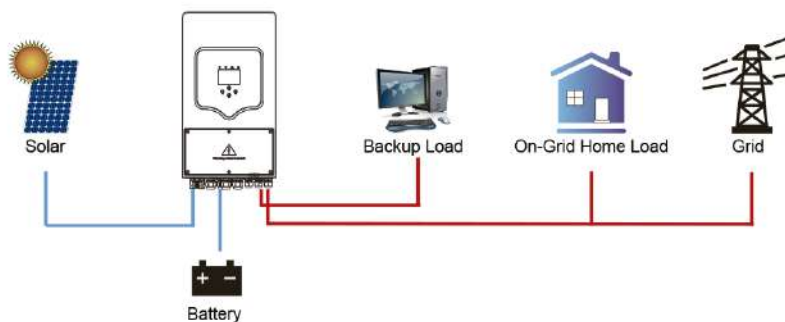 Solar
Backup Load
On-Grid Home Load
Grid
+ −
Battery